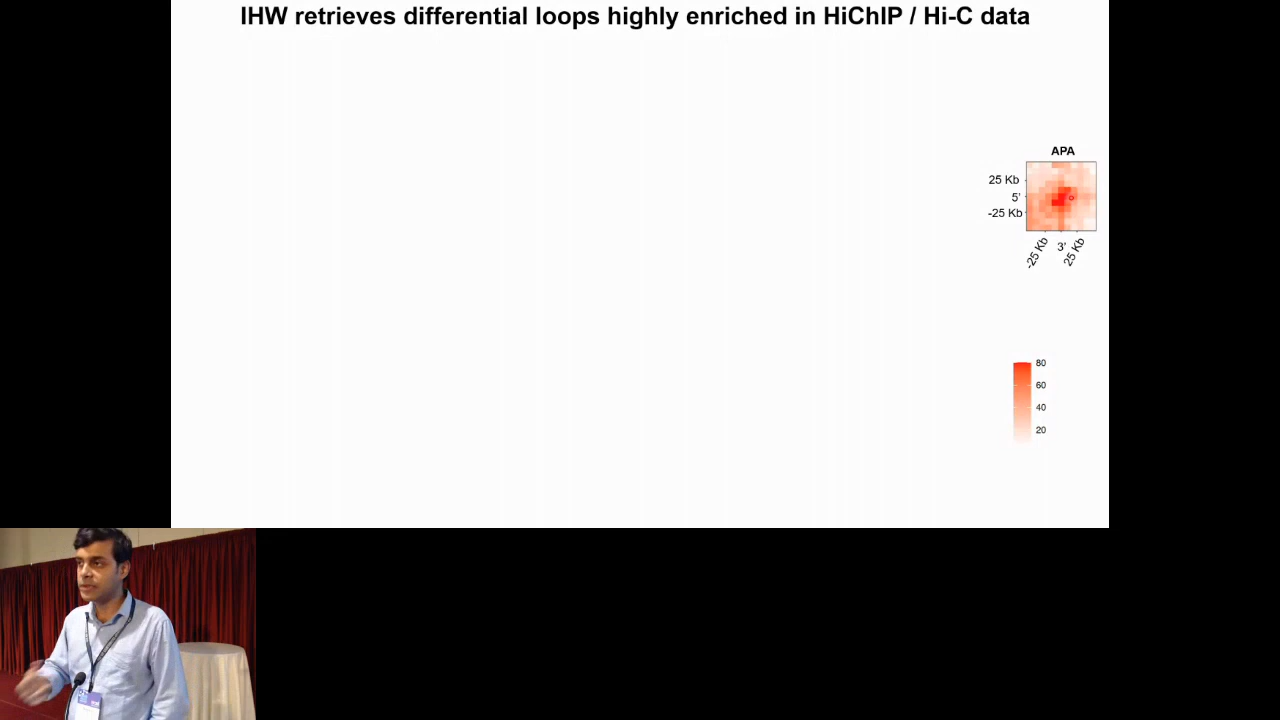 IHW retrieves differential loops highly enriched in HiChIP / Hi-C data
APA
25 Kb
5'
-25 Kb
-25 Kb
3'
25 Kb
80
60
40
20